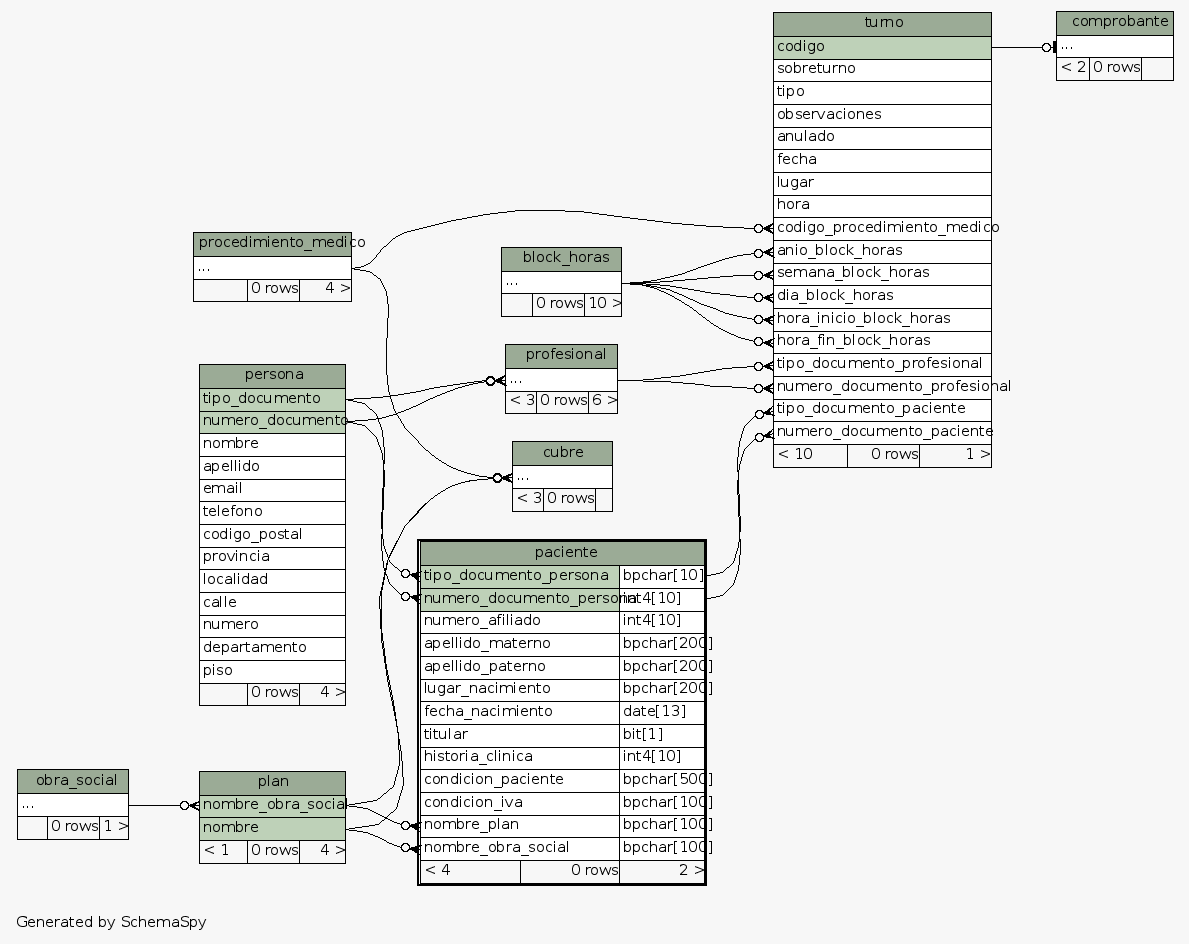 turno
codigo
sobreturno
tipo
observaciones
anulado
fecha
lugar
hora
codigo_procedimiento_medico
anio_block_horas
semana_block_horas
dia_block_horas
hora_inicio_block_horas
hora_fin_block_horas
tipo_documento_profesional
numero_documento_profesional
tipo_documento_paciente
numero_documento_paciente
< 10 0 rows 1 >
comprobante
...
< 2 0 rows
procedimiento_medico
...
0 rows 4 >
block_horas
...
0 rows 10 >
profesional
...
< 3 0 rows 6 >
persona
tipo_documento
numero_documento
nombre
apellido
email
telefono
codigo_postal
provincia
localidad
calle
numero
departamento
piso
0 rows 4 >
cubre
...
< 3 0 rows
paciente
tipo_documento_persona bpchar[10]
numero_documento_persona int4[10]
numero_afiliado int4[10]
apellido_materno bpchar[200]
apellido_paterno bpchar[200]
lugar_nacimiento bpchar[200]
fecha_nacimiento date[13]
titular bit[1]
historia_clinica int4[10]
condicion_paciente bpchar[500]
condicion_iva bpchar[100]
nombre_plan bpchar[100]
nombre_obra_social bpchar[100]
< 4 0 rows 2 >
obra_social
...
0 rows 1 >
plan
nombre_obra_social
nombre
< 1 0 rows 4 >
Generated by SchemaSpy